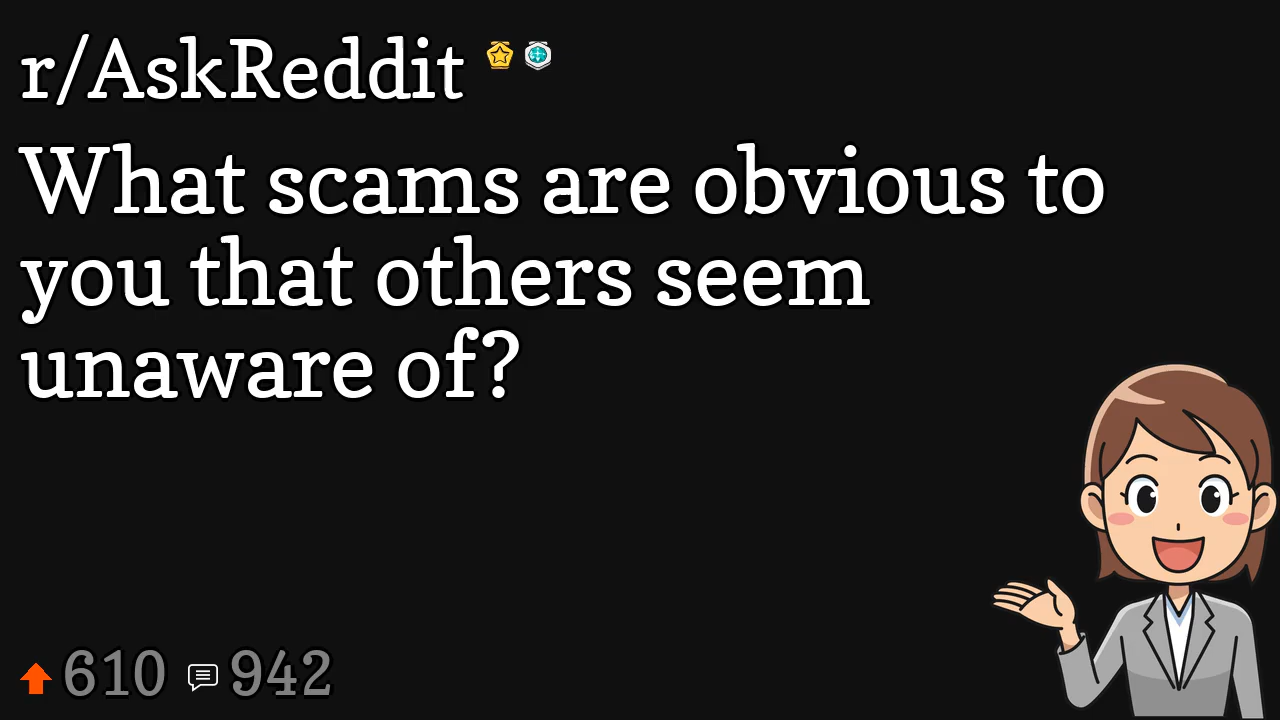 r/AskReddit
What scams are obvious to
you that others seem
unaware of?
610 942